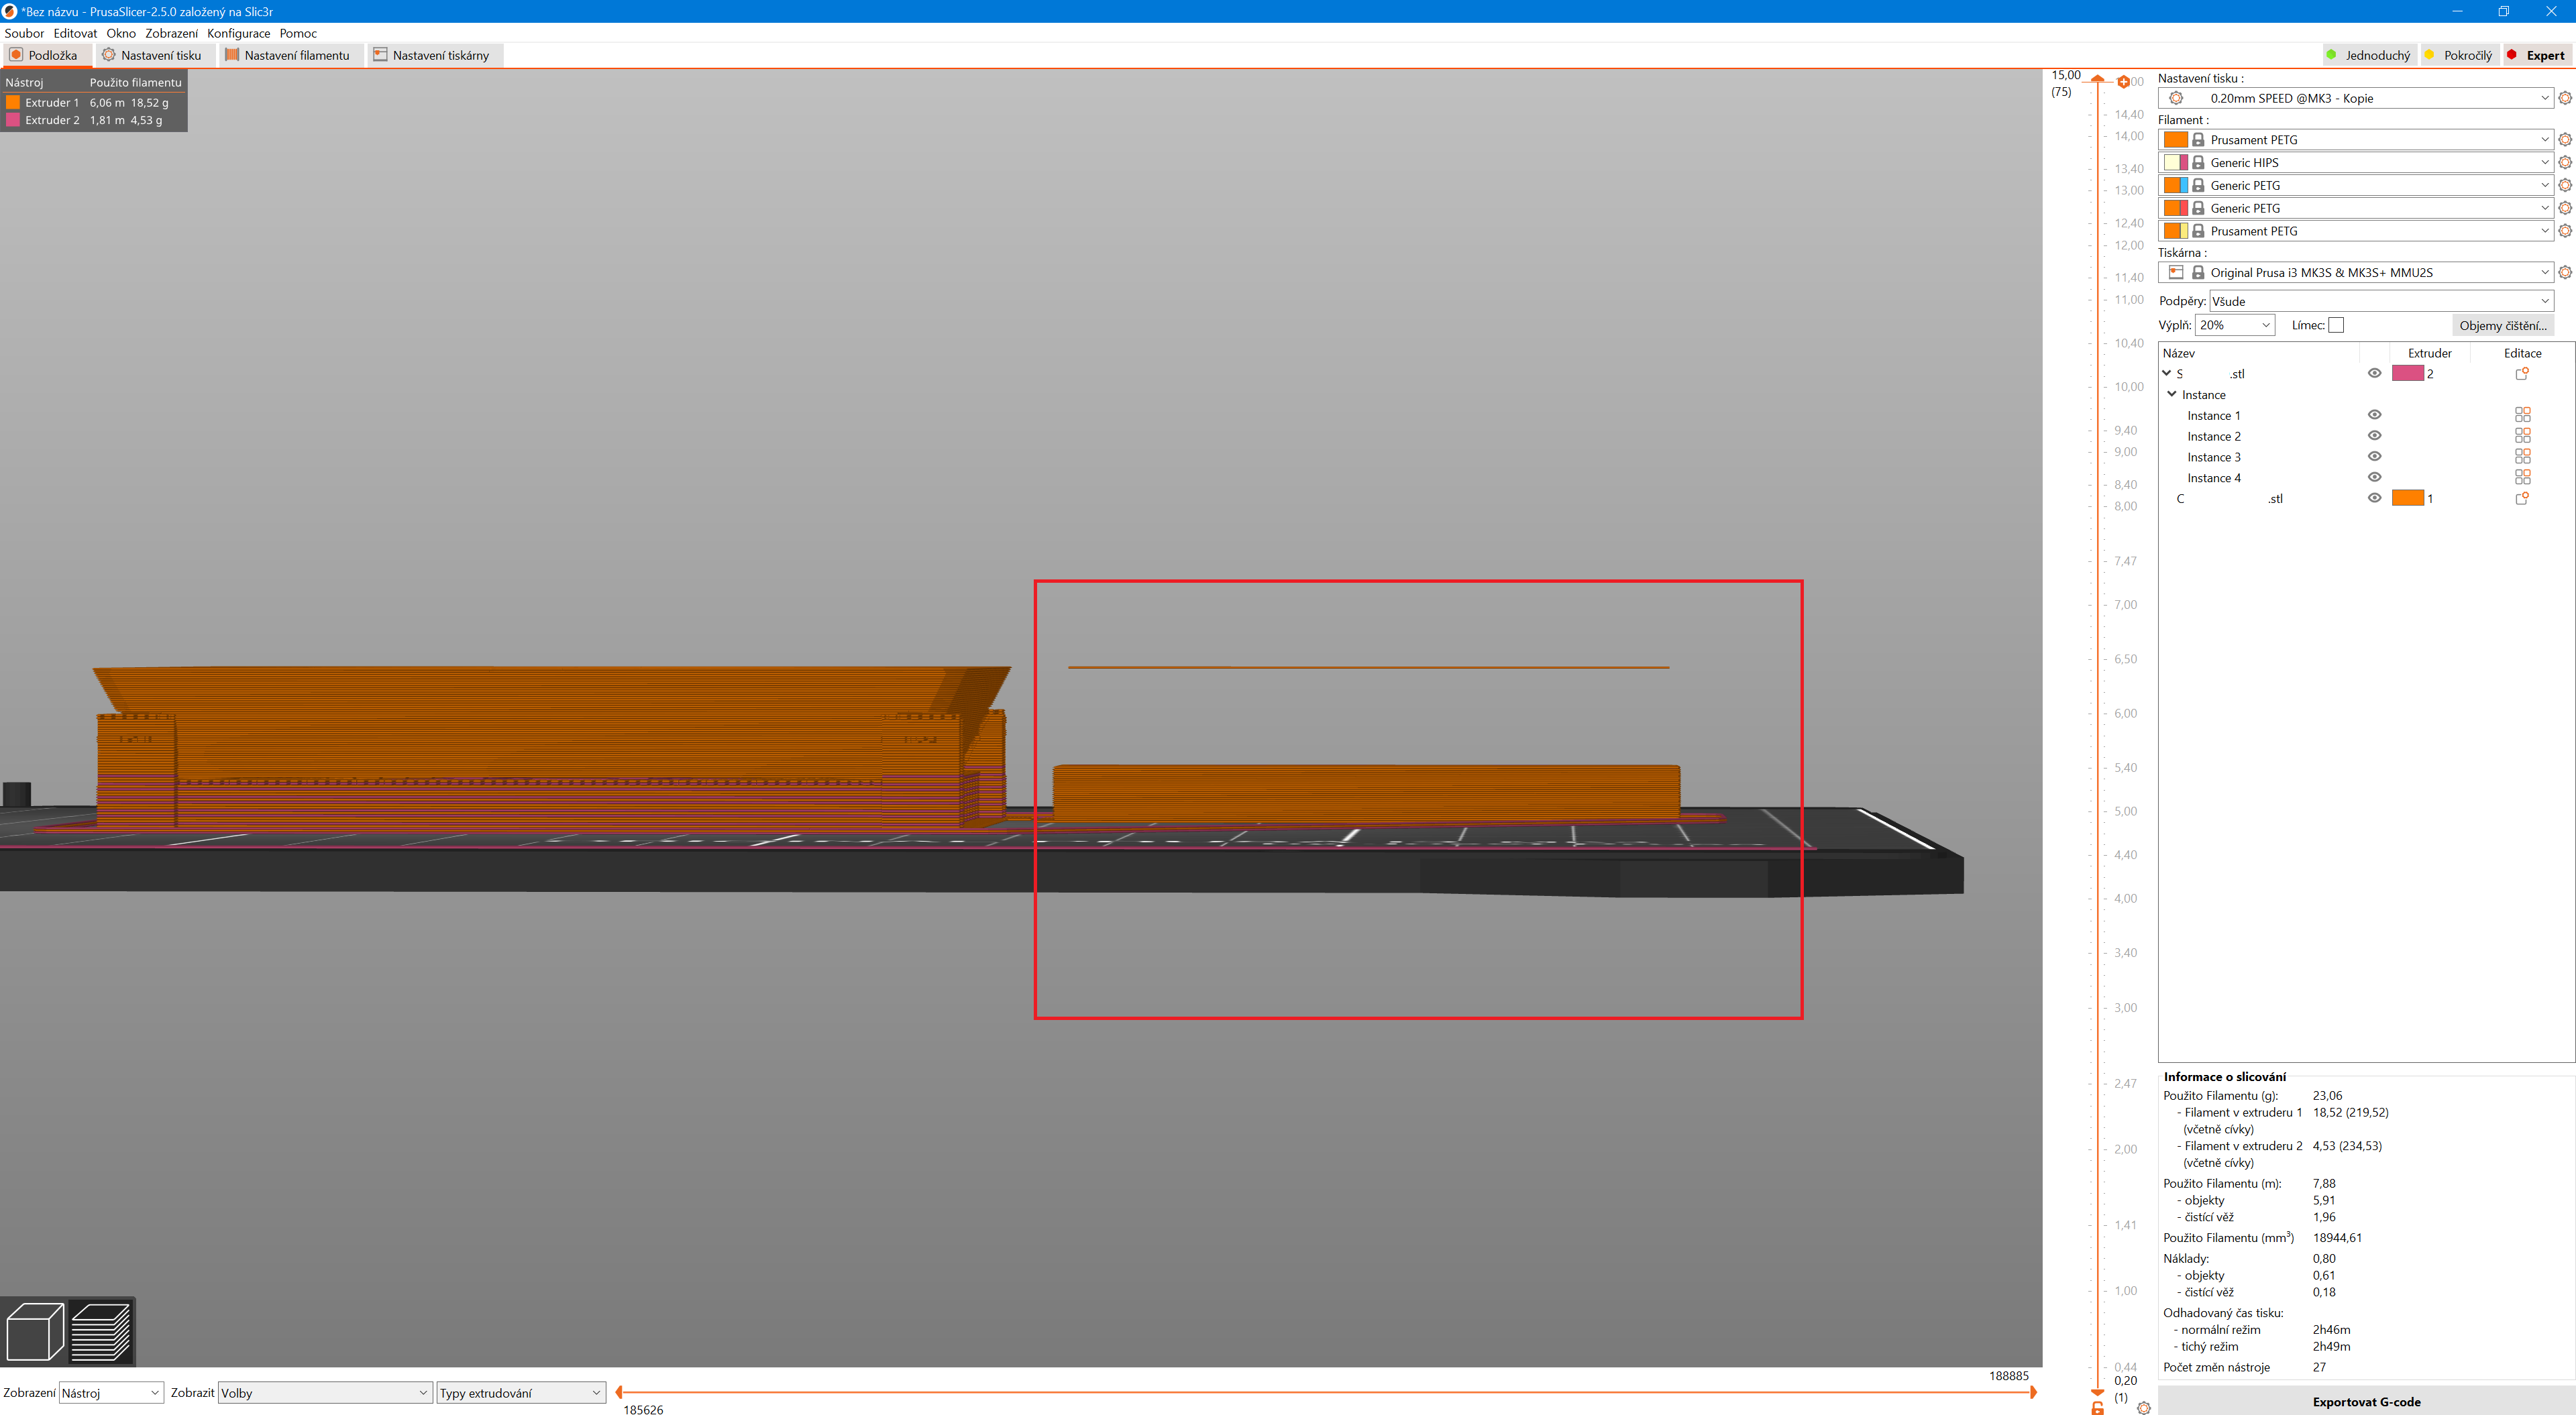 *Bez názvu - PrusaSlicer-2.5.0 založený na Slic3r
Soubor Editovat Okno Zobrazení Konfigurace Pomoc
Podložka Nastavení tisku Nastavení filamentu Nastavení tiskárny Jednoduchý Pokročilý Expert
Nástroj Použito filamentu
Extruder 1 6,06 m 18,52 g
Extruder 2 1,81 m 4,53 g
15,00
(75)
00
14,40
14,00
13,40
13,00
12,40
12,00
11,40
11,00
10,40
10,00
9,40
9,00
8,40
8,00
7,47
7,00
6,50
6,00
5,40
5,00
4,40
4,00
3,40
3,00
2,47
2,00
1,41
1,00
0,44
0,20
(1)
Nastavení tisku :
0.20mm SPEED @MK3 - Kopie
Filament :
Prusament PETG
Generic HIPS
Generic PETG
Generic PETG
Prusament PETG
Tiskárna :
Original Prusa i3 MK3S & MK3S+ MMU2S
Podpěry: Všude
Výplň: 20% Límec: Objemy čištění...
Název Extruder Editace
S .stl 2
Instance
Instance 1
Instance 2
Instance 3
Instance 4
C .stl 1
Informace o slicování
Použito Filamentu (g): 23,06
- Filament v extruderu 1 18,52 (219,52)
(včetně cívky)
- Filament v extruderu 2 4,53 (234,53)
(včetně cívky)
Použito Filamentu (m): 7,88
- objekty 5,91
- čistící věž 1,96
Použito Filamentu (mm³) 18944,61
Náklady: 0,80
- objekty 0,61
- čistící věž 0,18
Odhadovaný čas tisku:
- normální režim 2h46m
- tichý režim 2h49m
Počet změn nástroje 27
Exportovat G-code
Zobrazení Nástroj Zobrazit Volby Typy extrudování
188885
185626